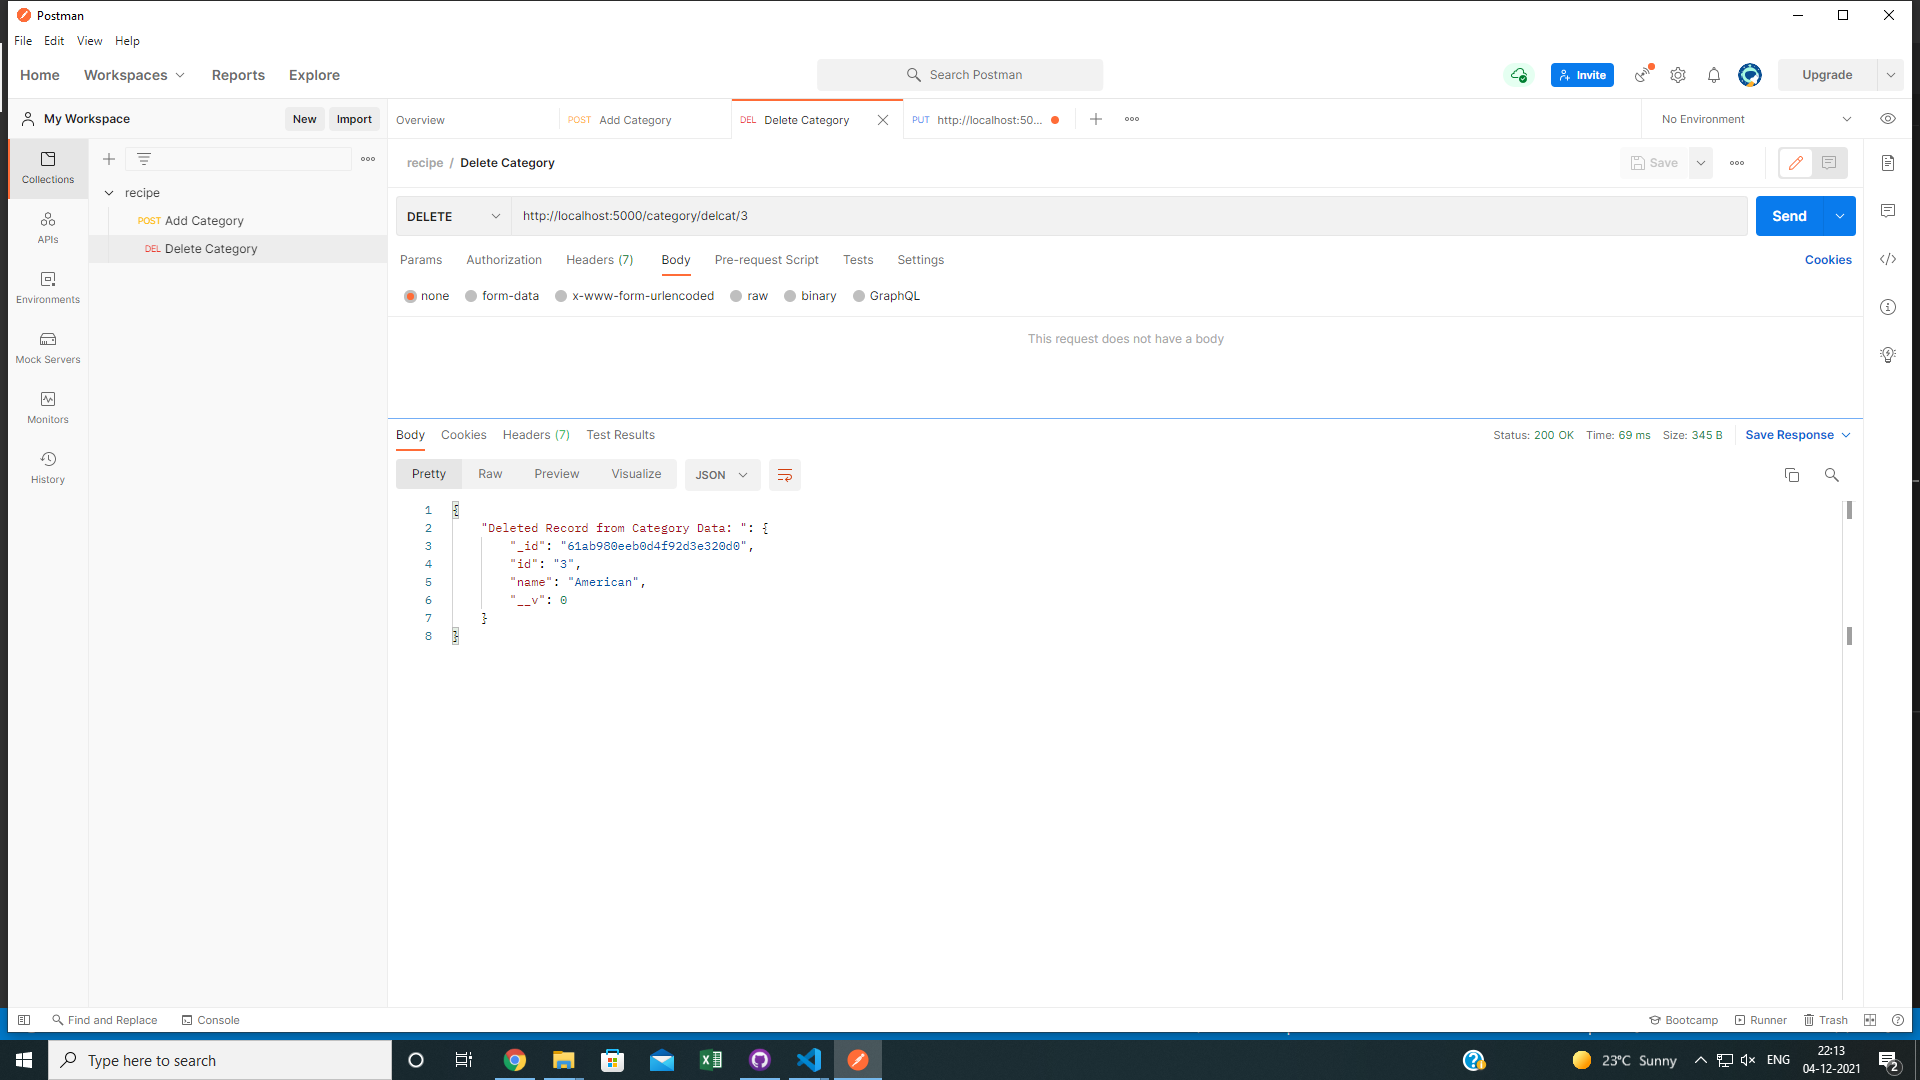 Postman
File Edit View Help
Home Workspaces Reports Explore
Search Postman
Invite
Upgrade
My Workspace
New Import
Overview
POST Add Category
DEL Delete Category
PUT http://localhost:50...
No Environment
Collections
APIs
Environments
Mock Servers
Monitors
History
recipe
POST Add Category
DEL Delete Category
recipe / Delete Category
Save
DELETE http://localhost:5000/category/delcat/3
Send
Params Authorization Headers (7) Body Pre-request Script Tests Settings
Cookies
none form-data x-www-form-urlencoded raw binary GraphQL
This request does not have a body
Body Cookies Headers (7) Test Results
Status: 200 OK Time: 69 ms Size: 345 B Save Response
Pretty Raw Preview Visualize JSON
1 {
2 "Deleted Record from Category Data: ": {
3 "_id": "61ab980eeb0d4f92d3e320d0",
4 "id": "3",
5 "name": "American",
6 "__v": 0
7 }
8 }
Find and Replace Console
Bootcamp Runner Trash
Type here to search
23°C Sunny
ENG
22:13
04-12-2021
2